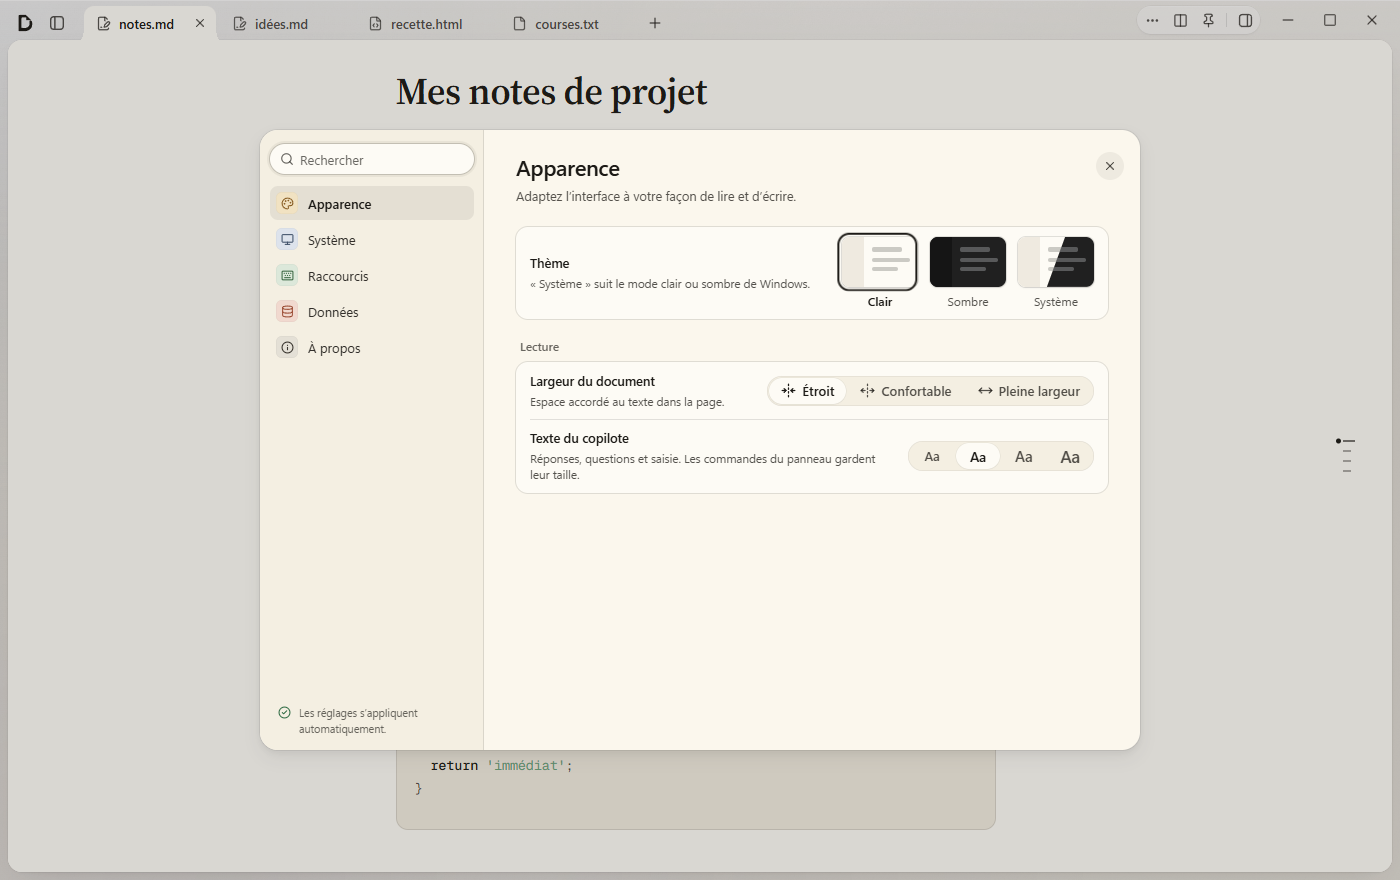 notes.md
idées.md
recette.html
courses.txt
Mes notes de projet
Rechercher
Apparence
Système
Raccourcis
Données
À propos
Les réglages s'appliquent
automatiquement.
Apparence
Adaptez l'interface à votre façon de lire et d'écrire.
Thème
« Système » suit le mode clair ou sombre de Windows.
Clair
Sombre
Système
Lecture
Largeur du document
Espace accordé au texte dans la page.
Étroit
Confortable
Pleine largeur
Texte du copilote
Réponses, questions et saisie. Les commandes du panneau gardent
leur taille.
Aa
Aa
Aa
Aa
return 'immédiat';
}